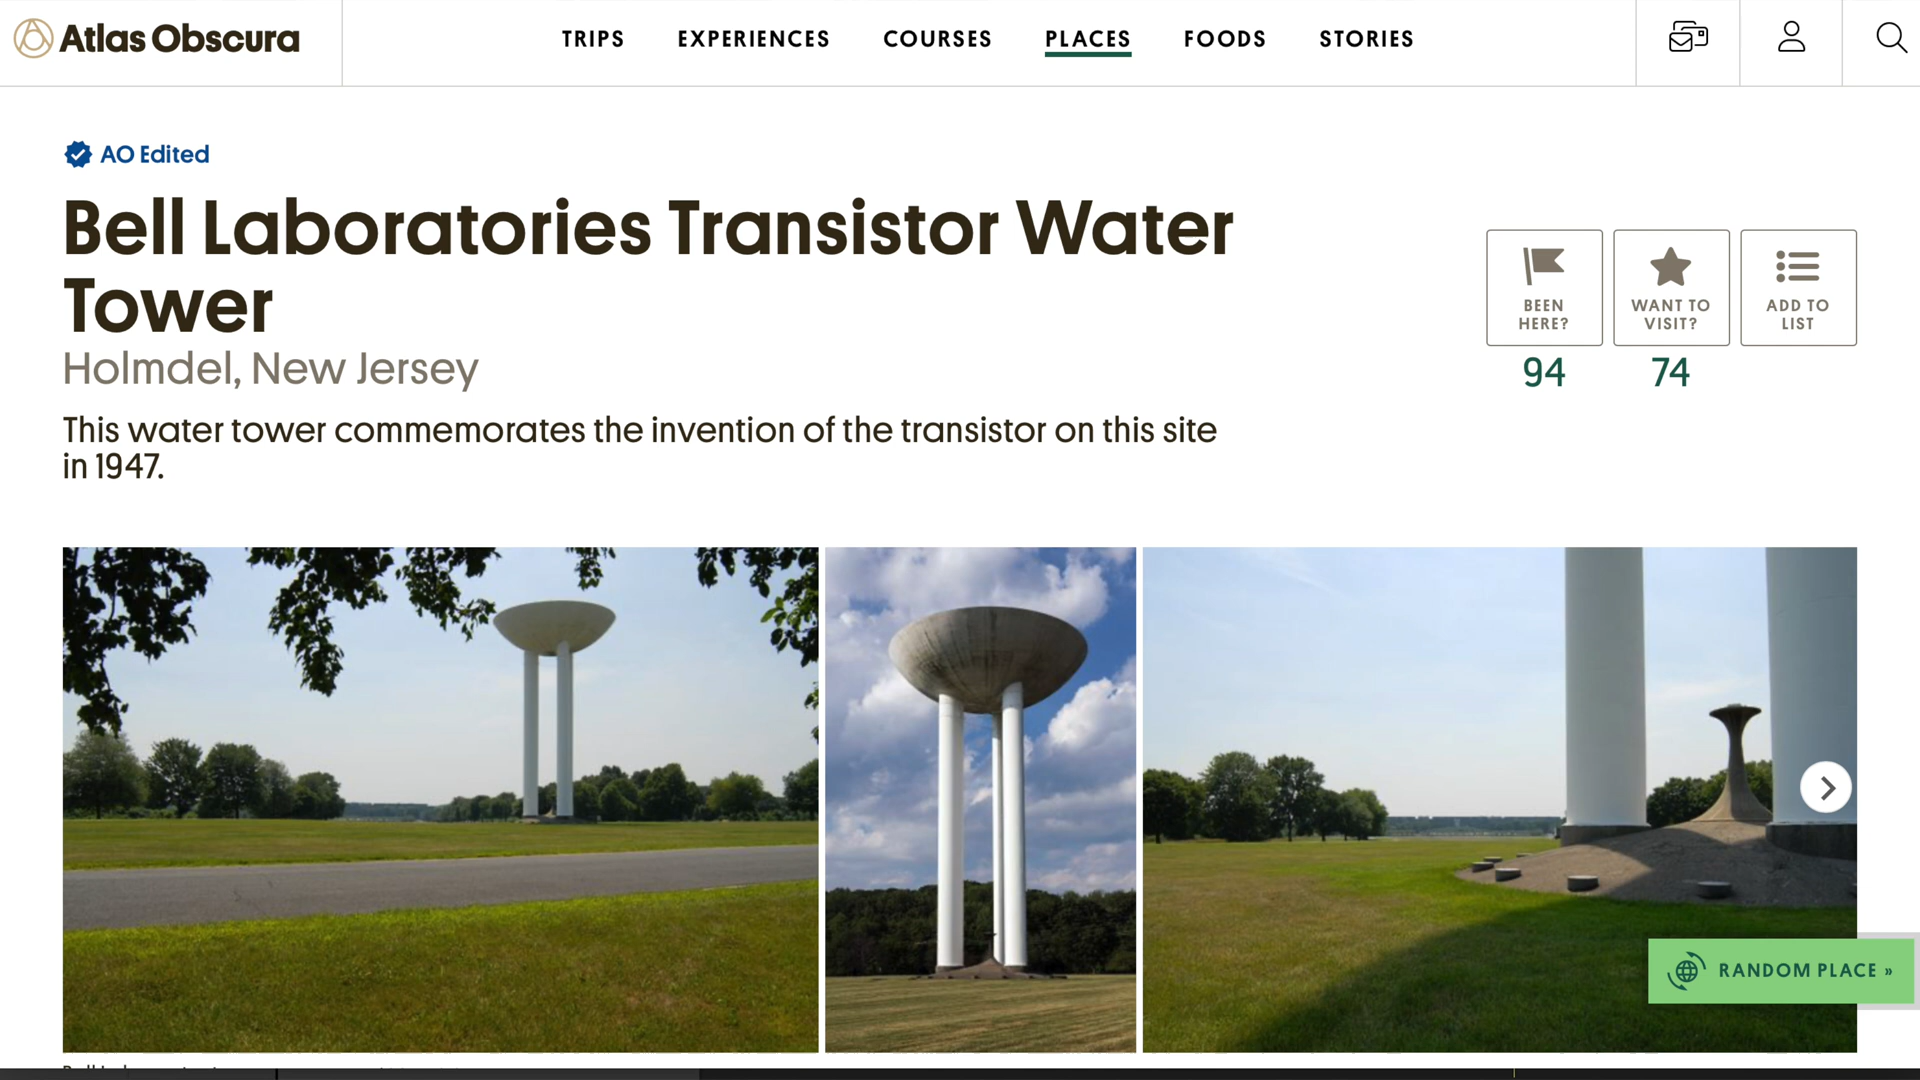 Atlas Obscura
TRIPS EXPERIENCES COURSES PLACES FOODS STORIES
AO Edited
Bell Laboratories Transistor Water
Tower
Holmdel, New Jersey
This water tower commemorates the invention of the transistor on this site
in 1947.
BEEN
HERE?
94
WANT TO
VISIT?
74
ADD TO
LIST
RANDOM PLACE »